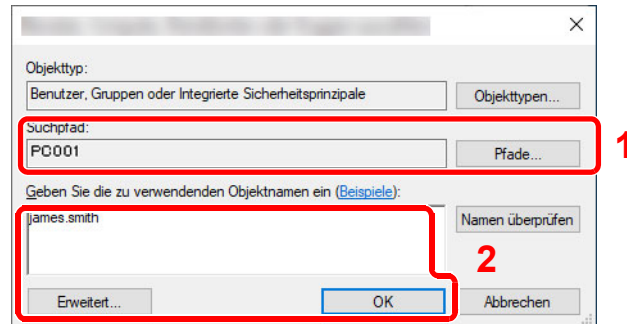 Objekttyp:
Benutzer, Gruppen oder Integrierte Sicherheitsprinzipale
Objekttypen...
Suchpfad:
PC001
Pfade...
1
Geben Sie die zu verwendenden Objektnamen ein (Beispiele):
james.smith
Namen überprüfen
2
Erweitert...
OK
Abbrechen